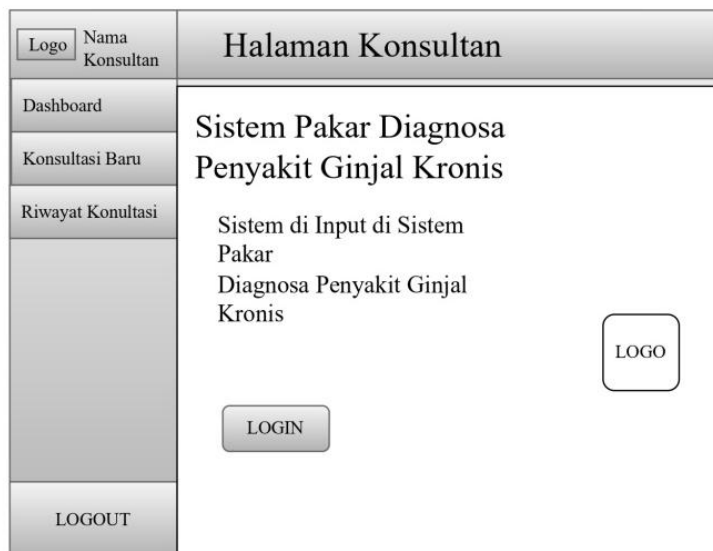 Logo
Nama
Konsultan
Halaman Konsultan
Dashboard
Konsultasi Baru
Riwayat Konultasi
LOGOUT
Sistem Pakar Diagnosa
Penyakit Ginjal Kronis
Sistem di Input di Sistem
Pakar
Diagnosa Penyakit Ginjal
Kronis
LOGO
LOGIN